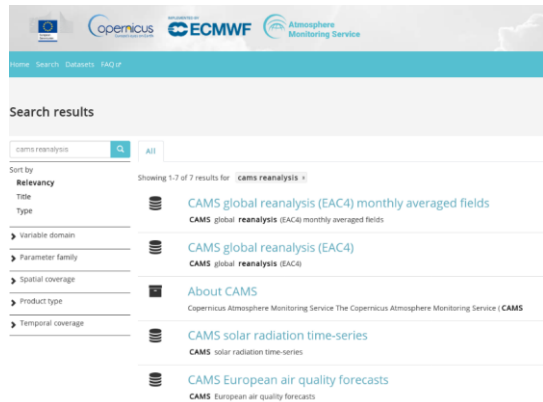 opernicus
IMPLEMENTED BY
ECMWF
Atmosphere
Monitoring Service
Home Search Datasets FAQ
Search results
cams reanalysis
All
Sort by
Relevancy
Title
Type
Variable domain
Parameter family
Spatial coverage
Product type
Temporal coverage
Showing 1-7 of 7 results for cams reanalysis x
CAMS global reanalysis (EAC4) monthly averaged fields
CAMS global reanalysis (EAC4) monthly averaged fields
CAMS global reanalysis (EAC4)
CAMS global reanalysis (EAC4)
About CAMS
Copernicus Atmosphere Monitoring Service The Copernicus Atmosphere Monitoring Service ( CAMS
CAMS solar radiation time-series
CAMS solar radiation time-series
CAMS European air quality forecasts
CAMS European air quality forecasts